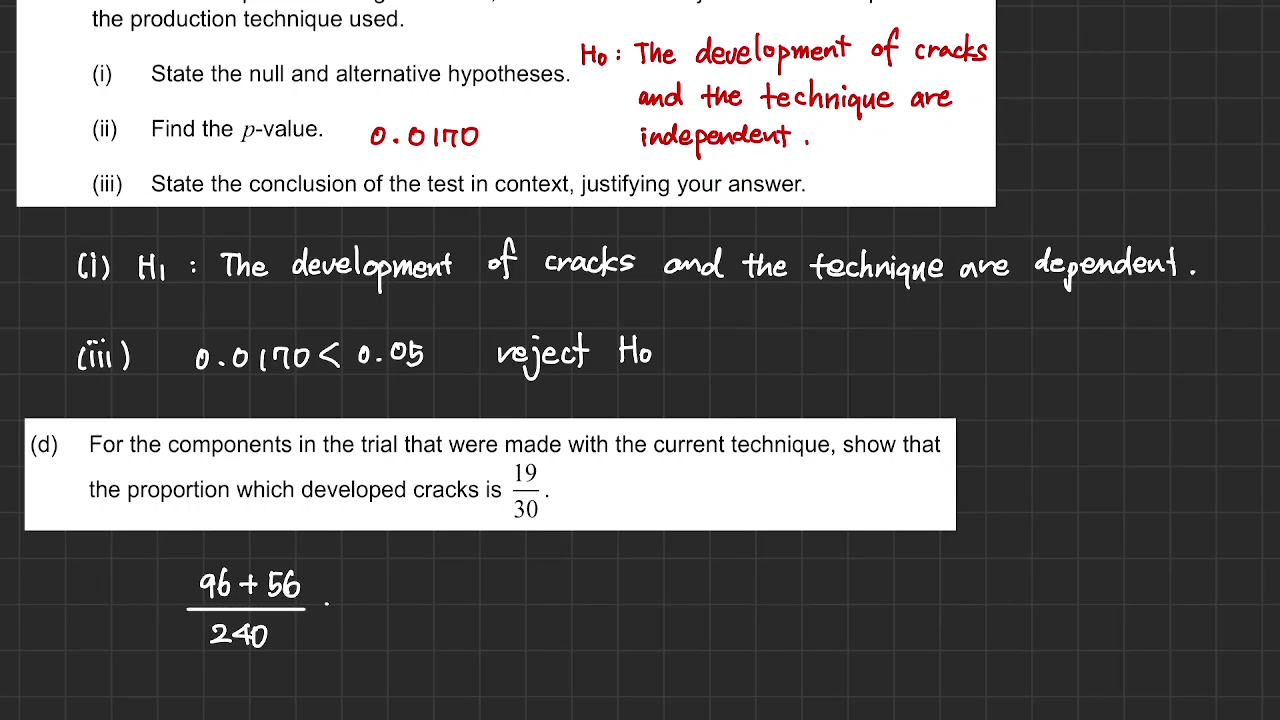 the production technique used.
(i) State the null and alternative hypotheses.
H0 : The development of cracks
and the technique are
independent.
(ii) Find the p-value. 0.0170
(iii) State the conclusion of the test in context, justifying your answer.
(i) H1 : The development of cracks and the technique are dependent.
(iii) 0.0170 < 0.05 reject H0
(d) For the components in the trial that were made with the current technique, show that
the proportion which developed cracks is 19/30.
96 + 56
240